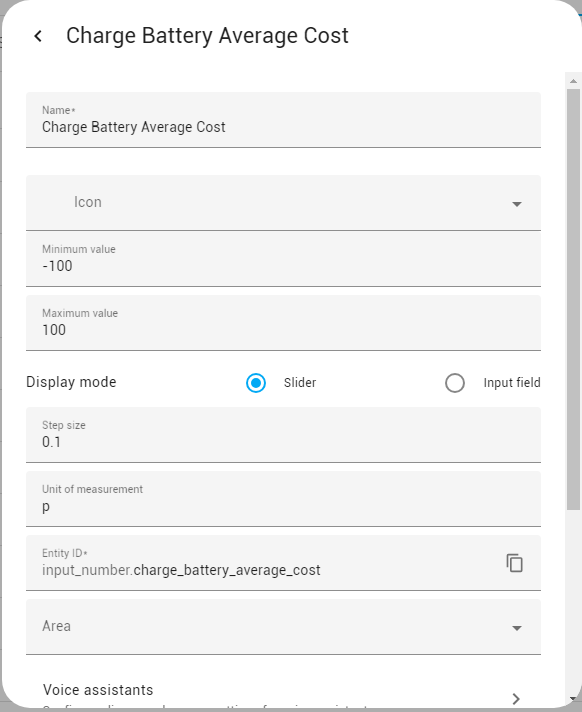 Charge Battery Average Cost
Name*
Charge Battery Average Cost
Icon
Minimum value
-100
Maximum value
100
Display mode Slider Input field
Step size
0.1
Unit of measurement
p
Entity ID*
input_number.charge_battery_average_cost
Area
Voice assistants